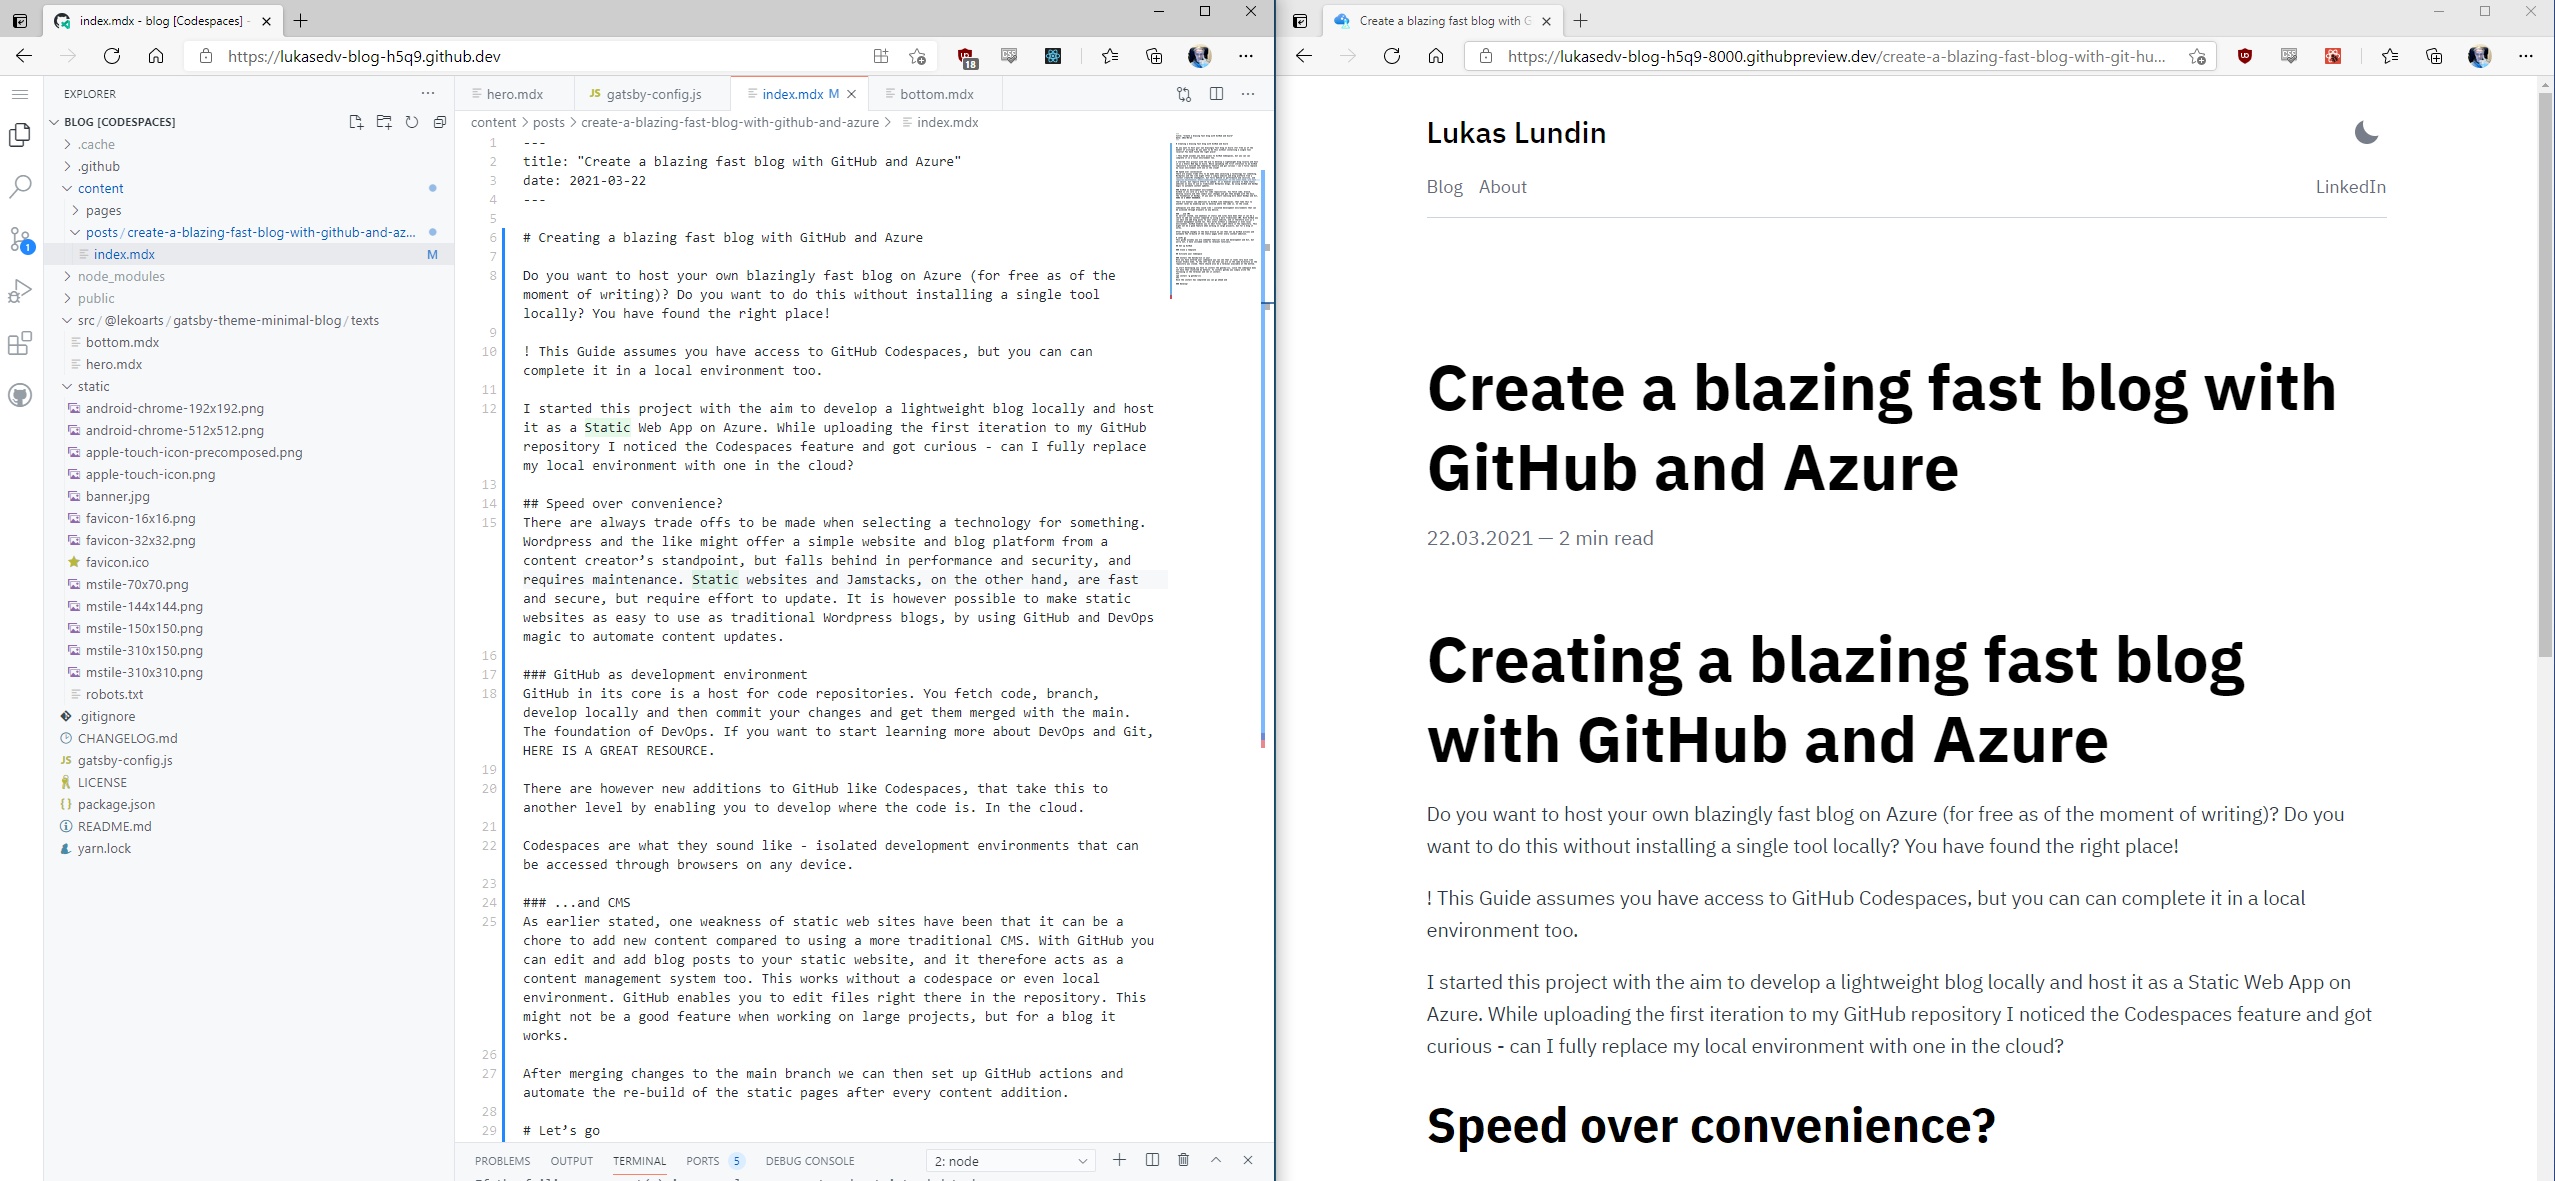 index.mdx - blog [Codespaces] -
https://lukasedv-blog-h5q9.github.dev
18
EXPLORER
BLOG [CODESPACES]
.cache
.github
content
pages
posts / create-a-blazing-fast-blog-with-github-and-az...
index.mdx M
node_modules
public
src / @lekoarts / gatsby-theme-minimal-blog / texts
bottom.mdx
hero.mdx
static
android-chrome-192x192.png
android-chrome-512x512.png
apple-touch-icon-precomposed.png
apple-touch-icon.png
banner.jpg
favicon-16x16.png
favicon-32x32.png
favicon.ico
mstile-70x70.png
mstile-144x144.png
mstile-150x150.png
mstile-310x150.png
mstile-310x310.png
robots.txt
.gitignore
CHANGELOG.md
JS gatsby-config.js
LICENSE
{} package.json
README.md
yarn.lock
1
hero.mdx
JS gatsby-config.js
index.mdx M
bottom.mdx
content > posts > create-a-blazing-fast-blog-with-github-and-azure > index.mdx
1 ---
2 title: "Create a blazing fast blog with GitHub and Azure"
3 date: 2021-03-22
4 ---
5
6 # Creating a blazing fast blog with GitHub and Azure
7
8 Do you want to host your own blazingly fast blog on Azure (for free as of the
moment of writing)? Do you want to do this without installing a single tool
locally? You have found the right place!
9
10 ! This Guide assumes you have access to GitHub Codespaces, but you can can
complete it in a local environment too.
11
12 I started this project with the aim to develop a lightweight blog locally and host
it as a Static Web App on Azure. While uploading the first iteration to my GitHub
repository I noticed the Codespaces feature and got curious - can I fully replace
my local environment with one in the cloud?
13
14 ## Speed over convenience?
15 There are always trade offs to be made when selecting a technology for something.
Wordpress and the like might offer a simple website and blog platform from a
content creator’s standpoint, but falls behind in performance and security, and
requires maintenance. Static websites and Jamstacks, on the other hand, are fast
and secure, but require effort to update. It is however possible to make static
websites as easy to use as traditional Wordpress blogs, by using GitHub and DevOps
magic to automate content updates.
16
17 ### GitHub as development environment
18 GitHub in its core is a host for code repositories. You fetch code, branch,
develop locally and then commit your changes and get them merged with the main.
The foundation of DevOps. If you want to start learning more about DevOps and Git,
HERE IS A GREAT RESOURCE.
19
20 There are however new additions to GitHub like Codespaces, that take this to
another level by enabling you to develop where the code is. In the cloud.
21
22 Codespaces are what they sound like - isolated development environments that can
be accessed through browsers on any device.
23
24 ### ...and CMS
25 As earlier stated, one weakness of static web sites have been that it can be a
chore to add new content compared to using a more traditional CMS. With GitHub you
can edit and add blog posts to your static website, and it therefore acts as a
content management system too. This works without a codespace or even local
environment. GitHub enables you to edit files right there in the repository. This
might not be a good feature when working on large projects, but for a blog it
works.
26
27 After merging changes to the main branch we can then set up GitHub actions and
automate the re-build of the static pages after every content addition.
28
29 # Let’s go
PROBLEMS OUTPUT TERMINAL PORTS 5 DEBUG CONSOLE 2: node
Create a blazing fast blog with G
https://lukasedv-blog-h5q9-8000.githubpreview.dev/create-a-blazing-fast-blog-with-git-hu...
Lukas Lundin
Blog About LinkedIn
Create a blazing fast blog with
GitHub and Azure
22.03.2021 — 2 min read
Creating a blazing fast blog
with GitHub and Azure
Do you want to host your own blazingly fast blog on Azure (for free as of the moment of writing)? Do you
want to do this without installing a single tool locally? You have found the right place!
! This Guide assumes you have access to GitHub Codespaces, but you can can complete it in a local
environment too.
I started this project with the aim to develop a lightweight blog locally and host it as a Static Web App on
Azure. While uploading the first iteration to my GitHub repository I noticed the Codespaces feature and got
curious - can I fully replace my local environment with one in the cloud?
Speed over convenience?